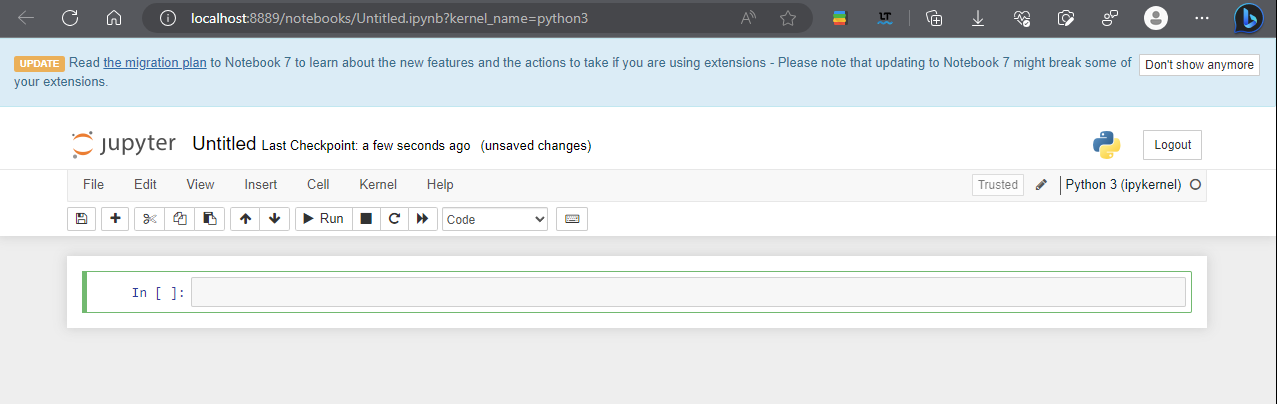 localhost:8889/notebooks/Untitled.ipynb?kernel_name=python3
UPDATE Read the migration plan to Notebook 7 to learn about the new features and the actions to take if you are using extensions - Please note that updating to Notebook 7 might break some of
your extensions.
Don't show anymore
jupyter Untitled Last Checkpoint: a few seconds ago (unsaved changes)
Logout
File Edit View Insert Cell Kernel Help
Trusted Python 3 (ipykernel)
Run Code
In [ ]: